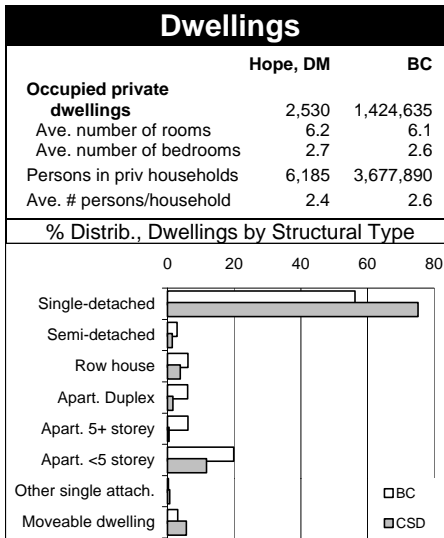 Dwellings
Hope, DM BC
Occupied private
dwellings 2,530 1,424,635
Ave. number of rooms 6.2 6.1
Ave. number of bedrooms 2.7 2.6
Persons in priv households 6,185 3,677,890
Ave. # persons/household 2.4 2.6
% Distrib., Dwellings by Structural Type
0 20 40 60 80
Single-detached
Semi-detached
Row house
Apart. Duplex
Apart. 5+ storey
Apart. <5 storey
Other single attach.
Moveable dwelling
BC
CSD